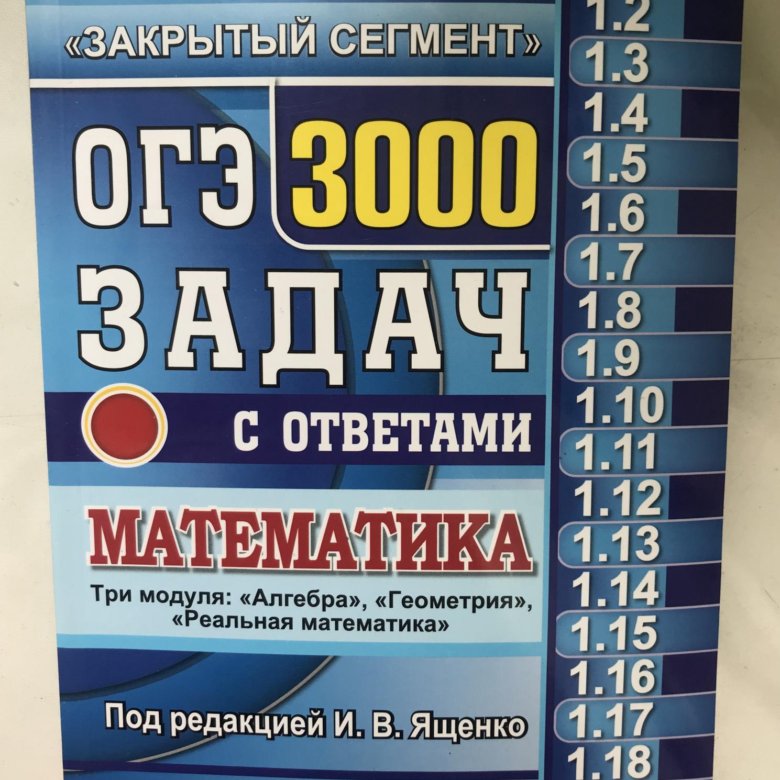 «ЗАКРЫТЫЙ СЕГМЕНТ»
ОГЭ 3000
ЗАДАЧ
С ОТВЕТАМИ
МАТЕМАТИКА
Три модуля: «Алгебра», «Геометрия»,
«Реальная математика»
Под редакцией И. В. Ященко
1.2
1.3
1.4
1.5
1.6
1.7
1.8
1.9
1.10
1.11
1.12
1.13
1.14
1.15
1.16
1.17
1.18